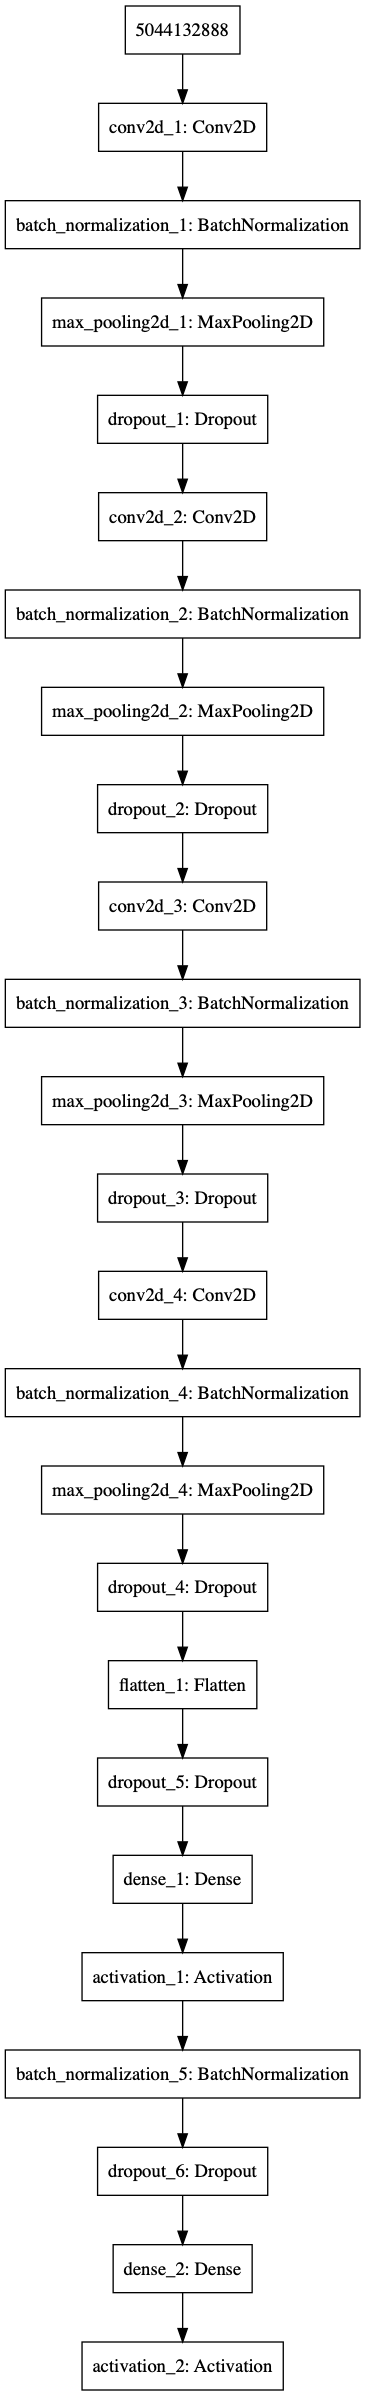 5044132888
conv2d_1: Conv2D
batch_normalization_1: BatchNormalization
max_pooling2d_1: MaxPooling2D
dropout_1: Dropout
conv2d_2: Conv2D
batch_normalization_2: BatchNormalization
max_pooling2d_2: MaxPooling2D
dropout_2: Dropout
conv2d_3: Conv2D
batch_normalization_3: BatchNormalization
max_pooling2d_3: MaxPooling2D
dropout_3: Dropout
conv2d_4: Conv2D
batch_normalization_4: BatchNormalization
max_pooling2d_4: MaxPooling2D
dropout_4: Dropout
flatten_1: Flatten
dropout_5: Dropout
dense_1: Dense
activation_1: Activation
batch_normalization_5: BatchNormalization
dropout_6: Dropout
dense_2: Dense
activation_2: Activation